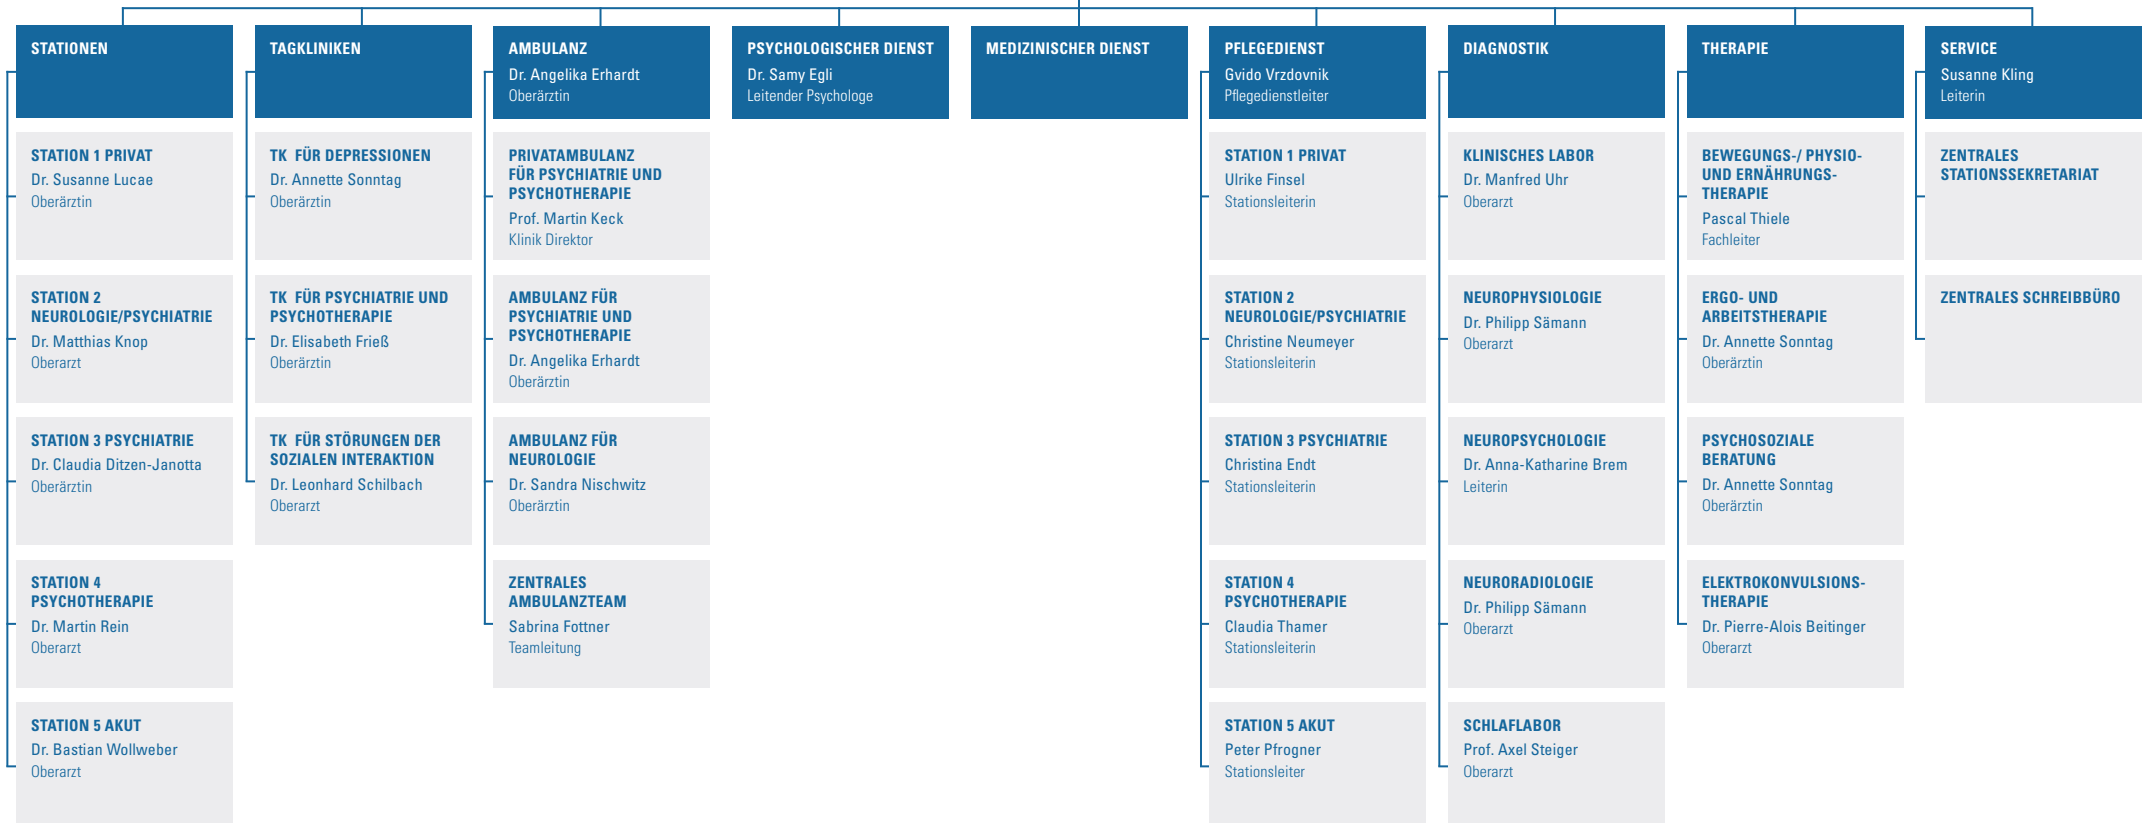 STATIONEN
STATION 1 PRIVAT
Dr. Susanne Lucae
Oberärztin
STATION 2
NEUROLOGIE/PSYCHIATRIE
Dr. Matthias Knop
Oberarzt
STATION 3 PSYCHIATRIE
Dr. Claudia Ditzen-Janotta
Oberärztin
STATION 4
PSYCHOTHERAPIE
Dr. Martin Rein
Oberarzt
STATION 5 AKUT
Dr. Bastian Wollweber
Oberarzt
TAGKLINIKEN
TK FÜR DEPRESSIONEN
Dr. Annette Sonntag
Oberärztin
TK FÜR PSYCHIATRIE UND
PSYCHOTHERAPIE
Dr. Elisabeth Frieß
Oberärztin
TK FÜR STÖRUNGEN DER
SOZIALEN INTERAKTION
Dr. Leonhard Schilbach
Oberarzt
AMBULANZ
Dr. Angelika Erhardt
Oberärztin
PRIVATAMBULANZ
FÜR PSYCHIATRIE UND
PSYCHOTHERAPIE
Prof. Martin Keck
Klinik Direktor
AMBULANZ FÜR
PSYCHIATRIE UND
PSYCHOTHERAPIE
Dr. Angelika Erhardt
Oberärztin
AMBULANZ FÜR
NEUROLOGIE
Dr. Sandra Nischwitz
Oberärztin
ZENTRALES
AMBULANZTEAM
Sabrina Fottner
Teamleitung
PSYCHOLOGISCHER DIENST
Dr. Samy Egli
Leitender Psychologe
MEDIZINISCHER DIENST
PFLEGEDIENST
Gvido Vrzdovnik
Pflegedienstleiter
STATION 1 PRIVAT
Ulrike Finsel
Stationsleiterin
STATION 2
NEUROLOGIE/PSYCHIATRIE
Christine Neumeyer
Stationsleiterin
STATION 3 PSYCHIATRIE
Christina Endt
Stationsleiterin
STATION 4
PSYCHOTHERAPIE
Claudia Thamer
Stationsleiterin
STATION 5 AKUT
Peter Pfrogner
Stationsleiter
DIAGNOSTIK
KLINISCHES LABOR
Dr. Manfred Uhr
Oberarzt
NEUROPHYSIOLOGIE
Dr. Philipp Sämann
Oberarzt
NEUROPSYCHOLOGIE
Dr. Anna-Katharine Brem
Leiterin
NEURORADIOLOGIE
Dr. Philipp Sämann
Oberarzt
SCHLAFLABOR
Prof. Axel Steiger
Oberarzt
THERAPIE
BEWEGUNGS-/ PHYSIO-
UND ERNÄHRUNGS-
THERAPIE
Pascal Thiele
Fachleiter
ERGO- UND
ARBEITSTHERAPIE
Dr. Annette Sonntag
Oberärztin
PSYCHOSOZIALE
BERATUNG
Dr. Annette Sonntag
Oberärztin
ELEKTROKONVULSIONS-
THERAPIE
Dr. Pierre-Alois Beitinger
Oberarzt
SERVICE
Susanne Kling
Leiterin
ZENTRALES
STATIONSSEKRETARIAT
ZENTRALES SCHREIBBÜRO